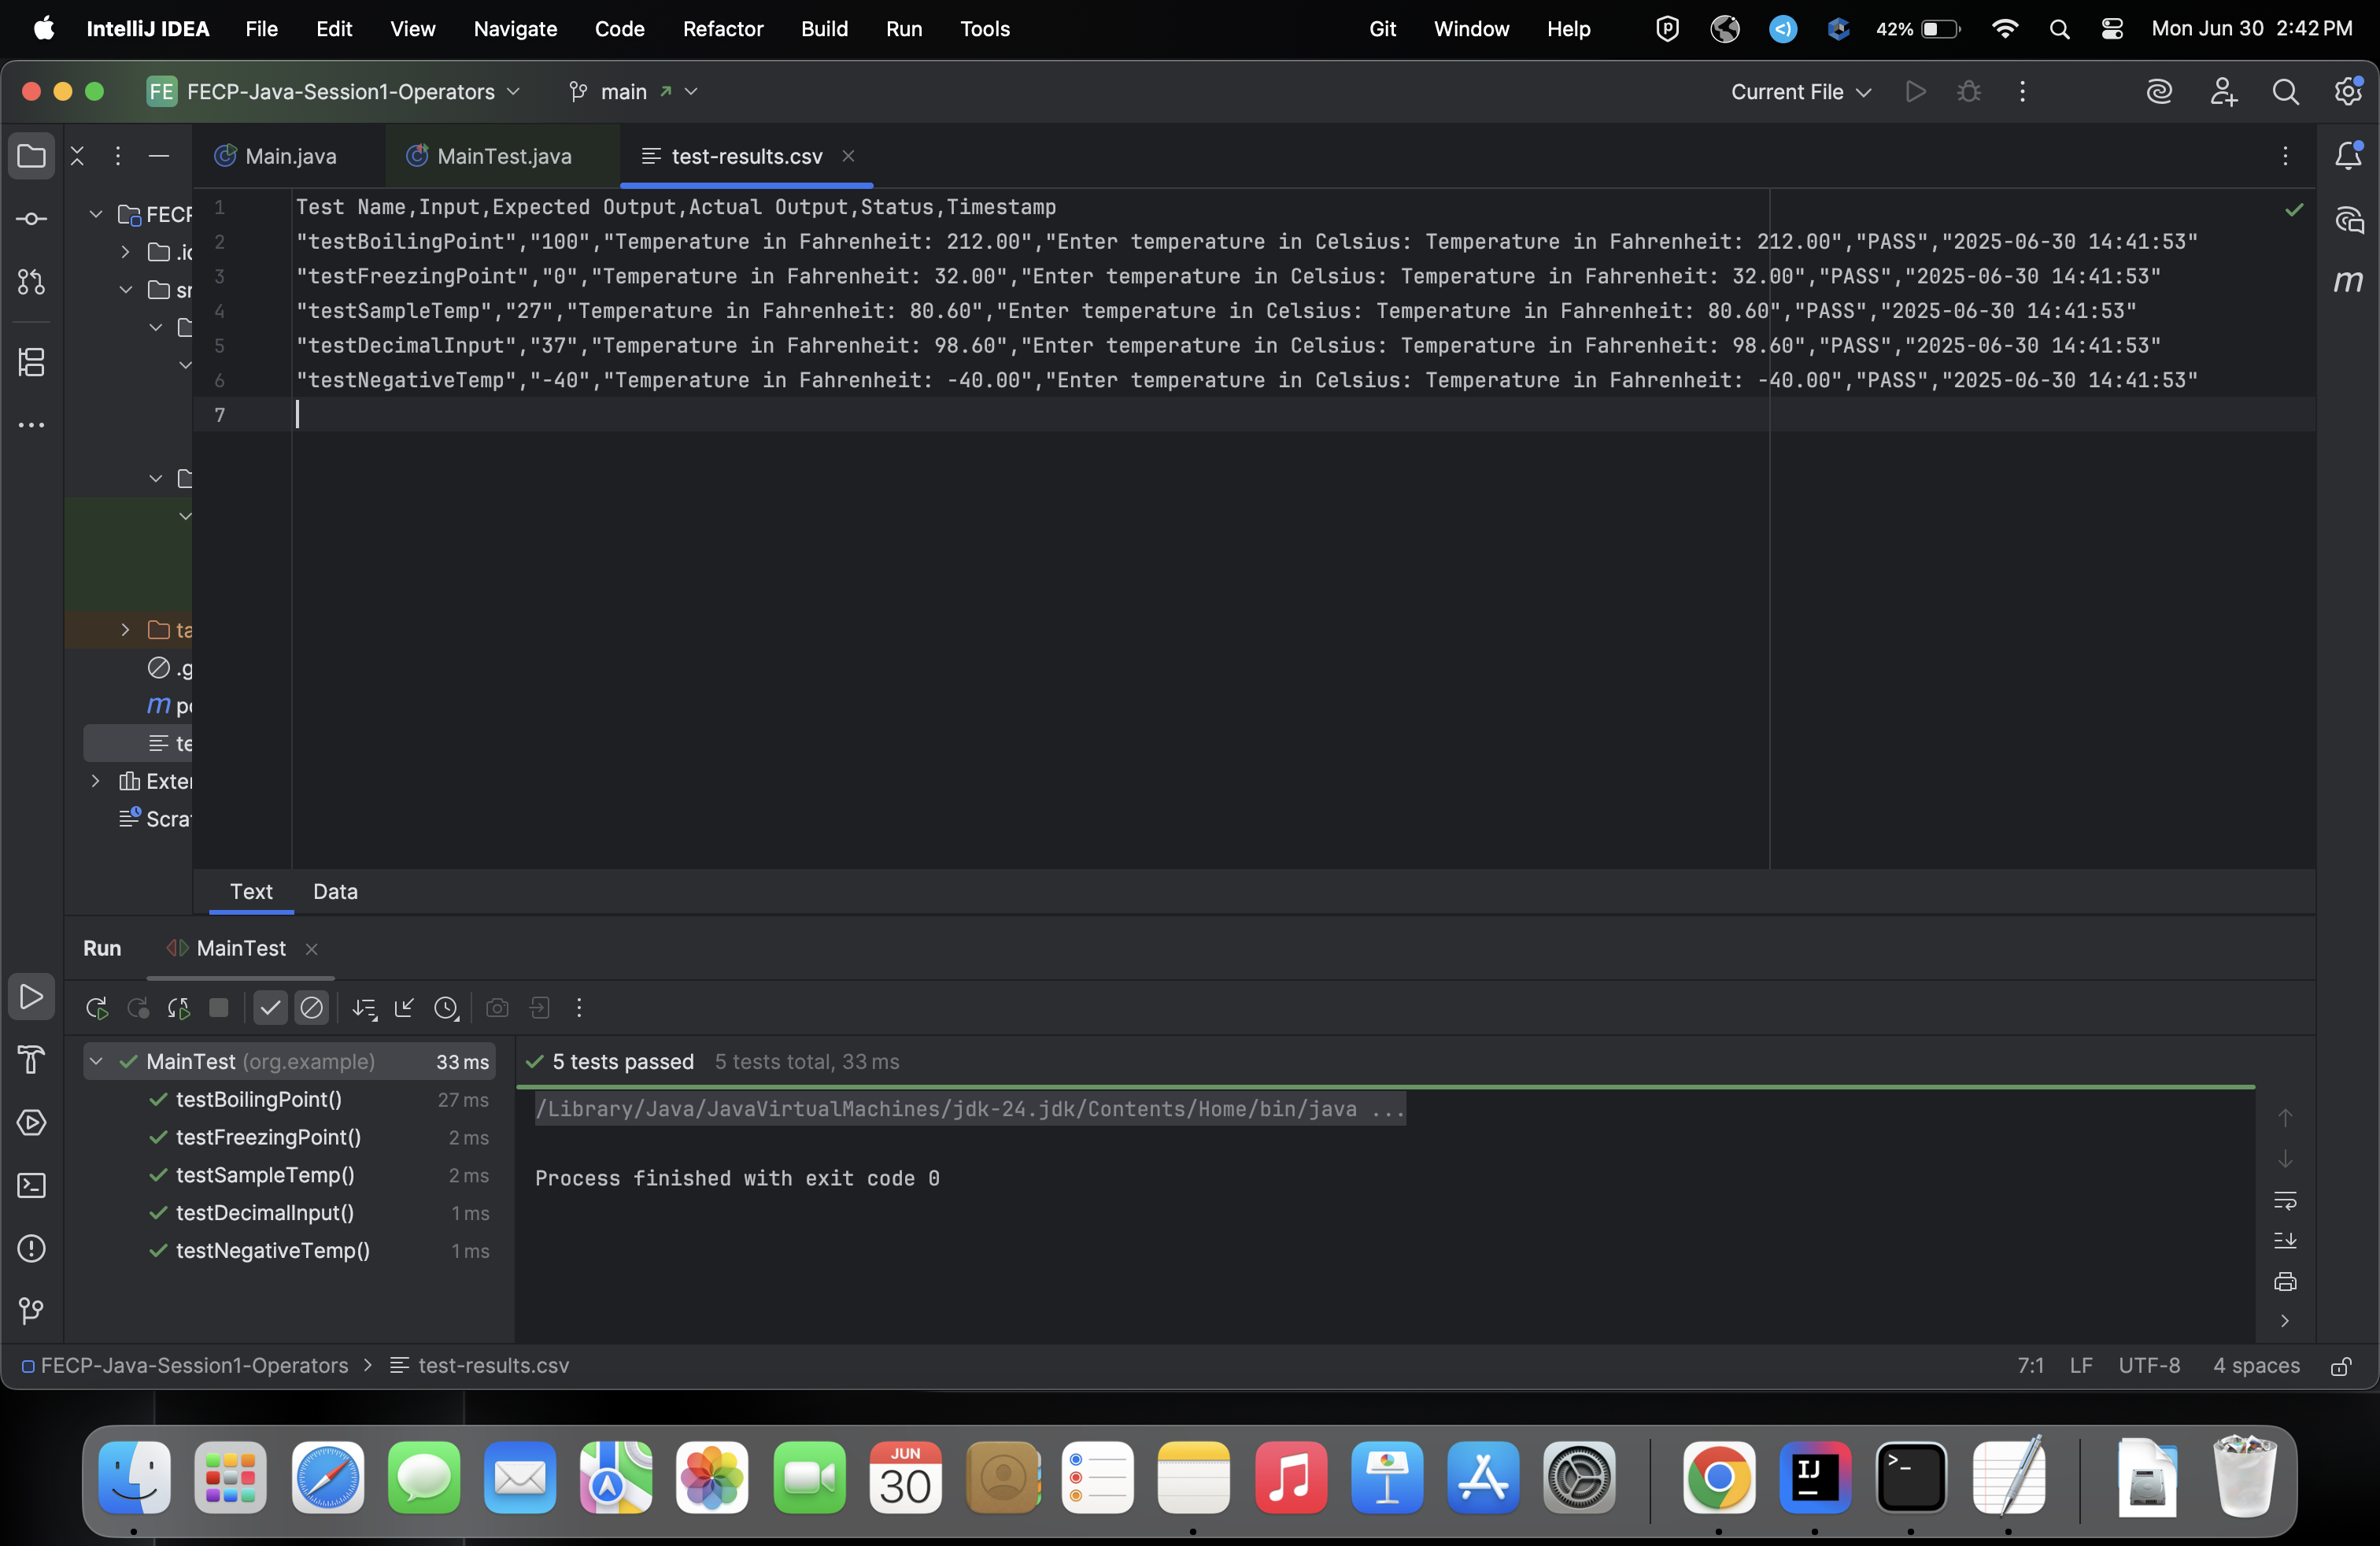 IntelliJ IDEA File Edit View Navigate Code Refactor Build Run Tools Git Window Help 42% Mon Jun 30 2:42 PM
FE FECP-Java-Session1-Operators main Current File
Main.java MainTest.java test-results.csv
FECP
.id
sr
ta
.g
m po
te
Exter
Scrat
1 Test Name,Input,Expected Output,Actual Output,Status,Timestamp
2 "testBoilingPoint","100","Temperature in Fahrenheit: 212.00","Enter temperature in Celsius: Temperature in Fahrenheit: 212.00","PASS","2025-06-30 14:41:53"
3 "testFreezingPoint","0","Temperature in Fahrenheit: 32.00","Enter temperature in Celsius: Temperature in Fahrenheit: 32.00","PASS","2025-06-30 14:41:53"
4 "testSampleTemp","27","Temperature in Fahrenheit: 80.60","Enter temperature in Celsius: Temperature in Fahrenheit: 80.60","PASS","2025-06-30 14:41:53"
5 "testDecimalInput","37","Temperature in Fahrenheit: 98.60","Enter temperature in Celsius: Temperature in Fahrenheit: 98.60","PASS","2025-06-30 14:41:53"
6 "testNegativeTemp","-40","Temperature in Fahrenheit: -40.00","Enter temperature in Celsius: Temperature in Fahrenheit: -40.00","PASS","2025-06-30 14:41:53"
7
m
Text Data
Run MainTest
MainTest (org.example) 33 ms
testBoilingPoint() 27 ms
testFreezingPoint() 2 ms
testSampleTemp() 2 ms
testDecimalInput() 1 ms
testNegativeTemp() 1 ms
5 tests passed 5 tests total, 33 ms
/Library/Java/JavaVirtualMachines/jdk-24.jdk/Contents/Home/bin/java ...
Process finished with exit code 0
FECP-Java-Session1-Operators > test-results.csv 7:1 LF UTF-8 4 spaces
JUN
30
IJ